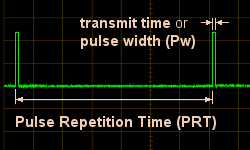 transmit time or
pulse width (Pw)
Pulse Repetition Time (PRT)